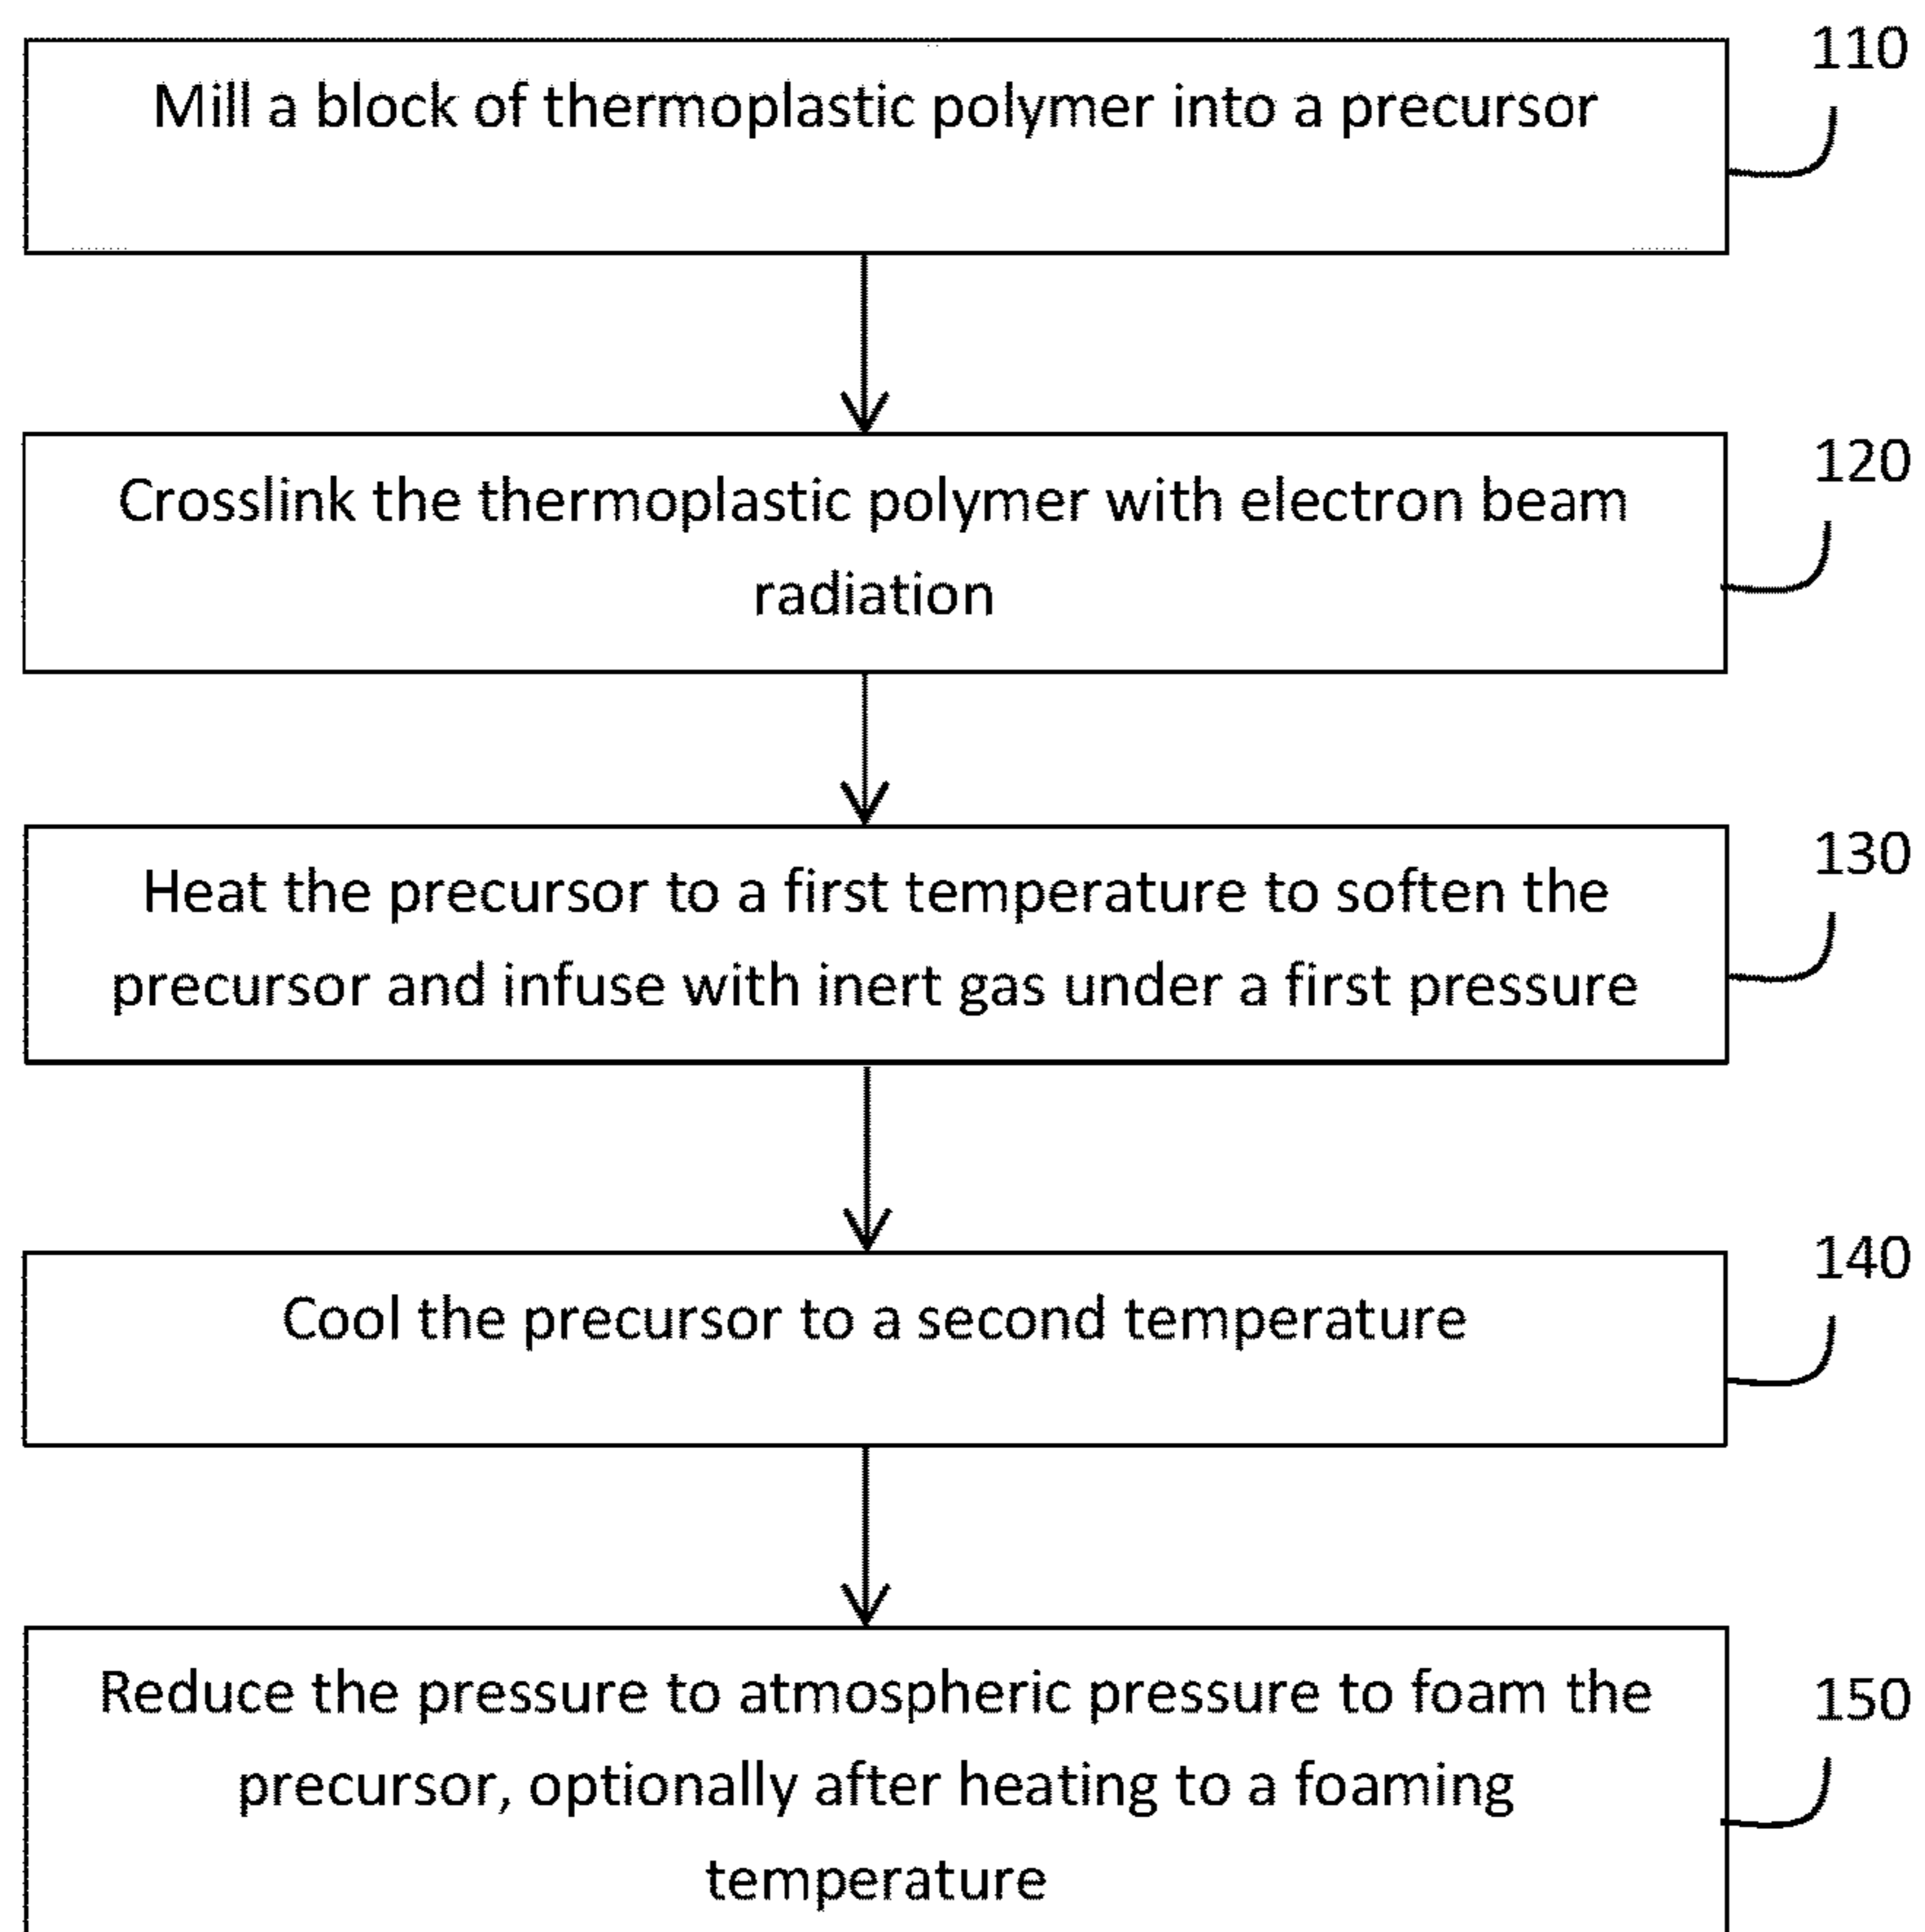 110
Mill a block of thermoplastic polymer into a precursor
120
Crosslink the thermoplastic polymer with electron beam
radiation
130
Heat the precursor to a first temperature to soften the
precursor and infuse with inert gas under a first pressure
140
Cool the precursor to a second temperature
150
Reduce the pressure to atmospheric pressure to foam the
precursor, optionally after heating to a foaming
temperature